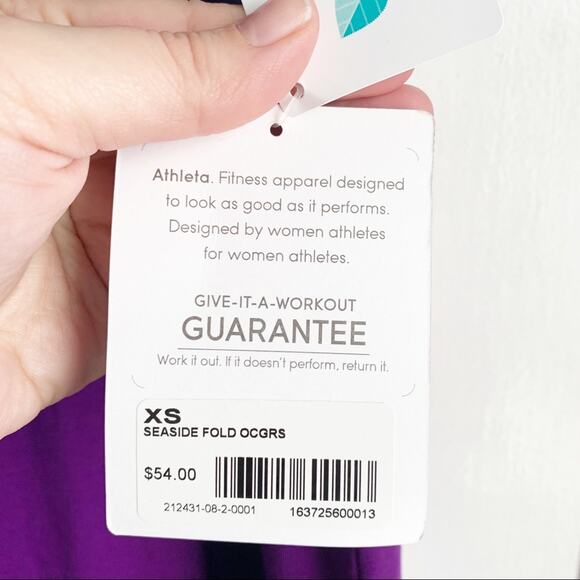 Athleta. Fitness apparel designed
to look as good as it performs.
Designed by women athletes
for women athletes.
GIVE-IT-A-WORKOUT
GUARANTEE
Work it out. If it doesn't perform, return it.
XS
SEASIDE FOLD OCGRS
$54.00
212431-08-2-0001 163725600013